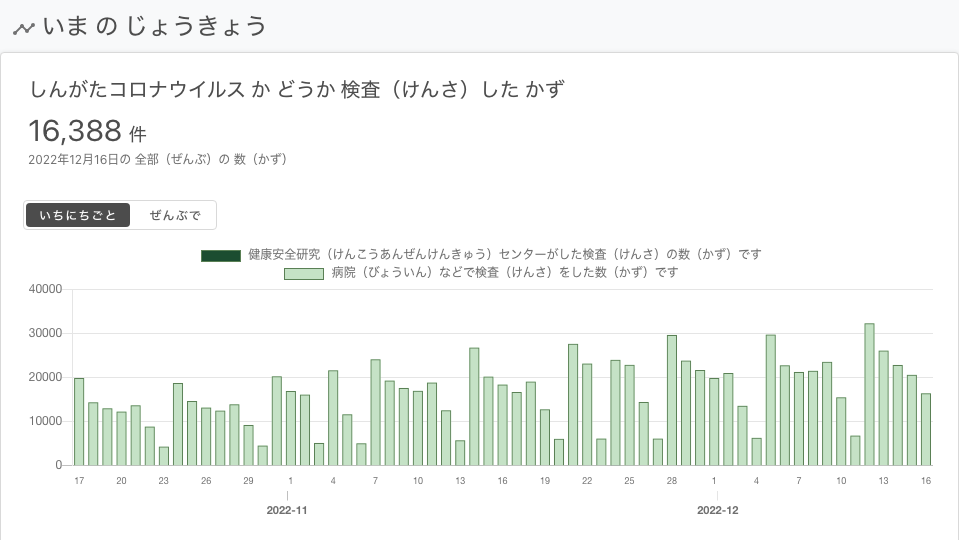 いま の じょうきょう
しんがたコロナウイルス か どうか 検査（けんさ）した かず
16,388 件
2022年12月16日の 全部（ぜんぶ）の 数（かず）
いちにちごと ぜんぶで
健康安全研究（けんこうあんぜんけんきゅう）センターがした検査（けんさ）の数（かず）です
病院（びょういん）などで検査（けんさ）をした数（かず）です
40000
30000
20000
10000
0
17 20 23 26 29 1 4 7 10 13 16 19 22 25 28 1 4 7 10 13 16
2022-11 2022-12